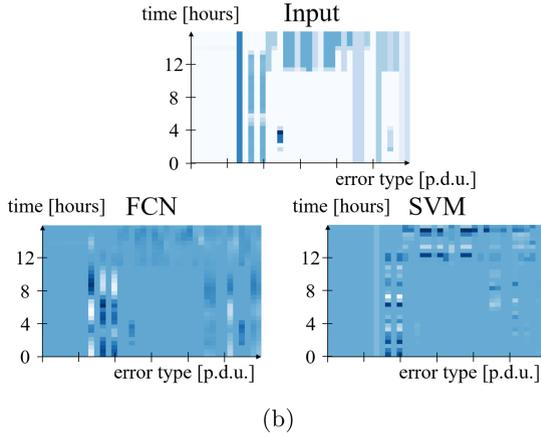 time [hours] Input
12
8
4
0
error type [p.d.u.]
time [hours] FCN
12
8
4
0
error type [p.d.u.]
time [hours] SVM
12
8
4
0
error type [p.d.u.]
(b)